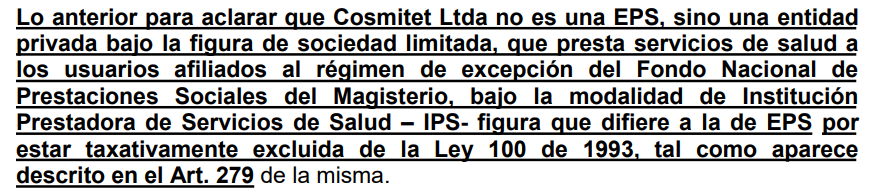 Lo anterior para aclarar que Cosmitet Ltda no es una EPS, sino una entidad
privada bajo la figura de sociedad limitada, que presta servicios de salud a
los usuarios afiliados al régimen de excepción del Fondo Nacional de
Prestaciones Sociales del Magisterio, bajo la modalidad de Institución
Prestadora de Servicios de Salud – IPS- figura que difiere a la de EPS por
estar taxativamente excluida de la Ley 100 de 1993, tal como aparece
descrito en el Art. 279 de la misma.